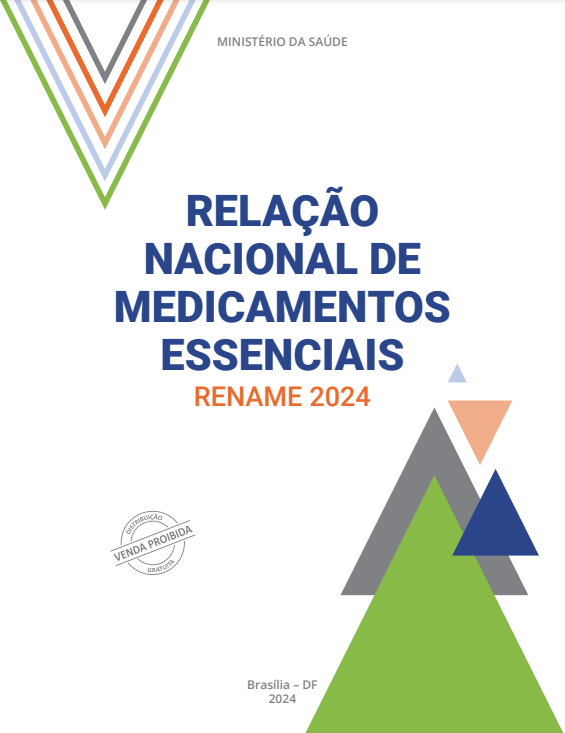 MINISTÉRIO DA SAÚDE
RELAÇÃO
NACIONAL DE
MEDICAMENTOS
ESSENCIAIS
RENAME 2024
DISTRIBUIÇÃO
VENDA PROIBIDA
GRATUITA
Brasília – DF
2024